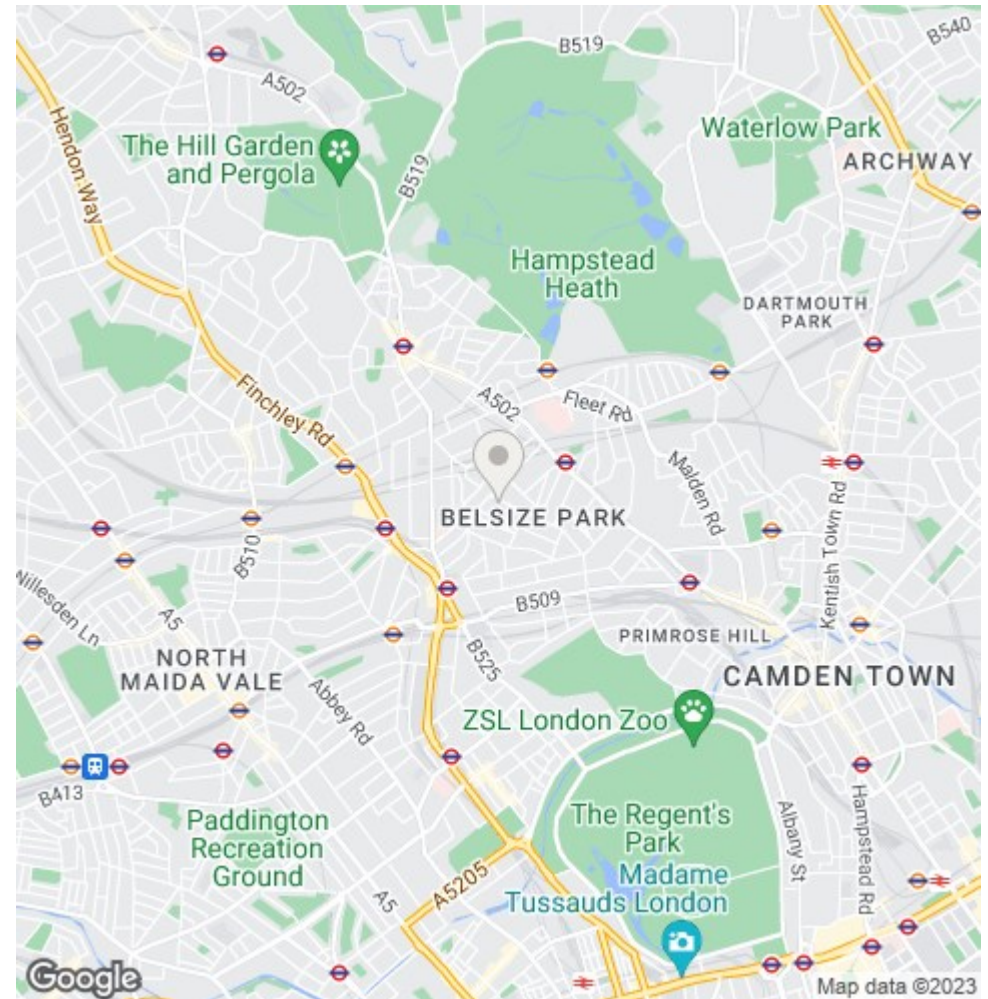 B519
B540
A502
Hendon Way
The Hill Garden
and Pergola
B519
Waterlow Park
ARCHWAY
Hampstead
Heath
DARTMOUTH
PARK
Finchley Rd
A502
Fleet Rd
Malden Rd
BELSIZE PARK
Kentish Town Rd
B510
Willesden Ln
A5
B509
PRIMROSE HILL
NORTH
MAIDA VALE
B525
CAMDEN TOWN
Abbey Rd
ZSL London Zoo
B413
Paddington
Recreation
Ground
The Regent's
Park
Albany St
Hampstead Rd
A5205
A5
Madame
Tussauds London
Google
Map data ©2023